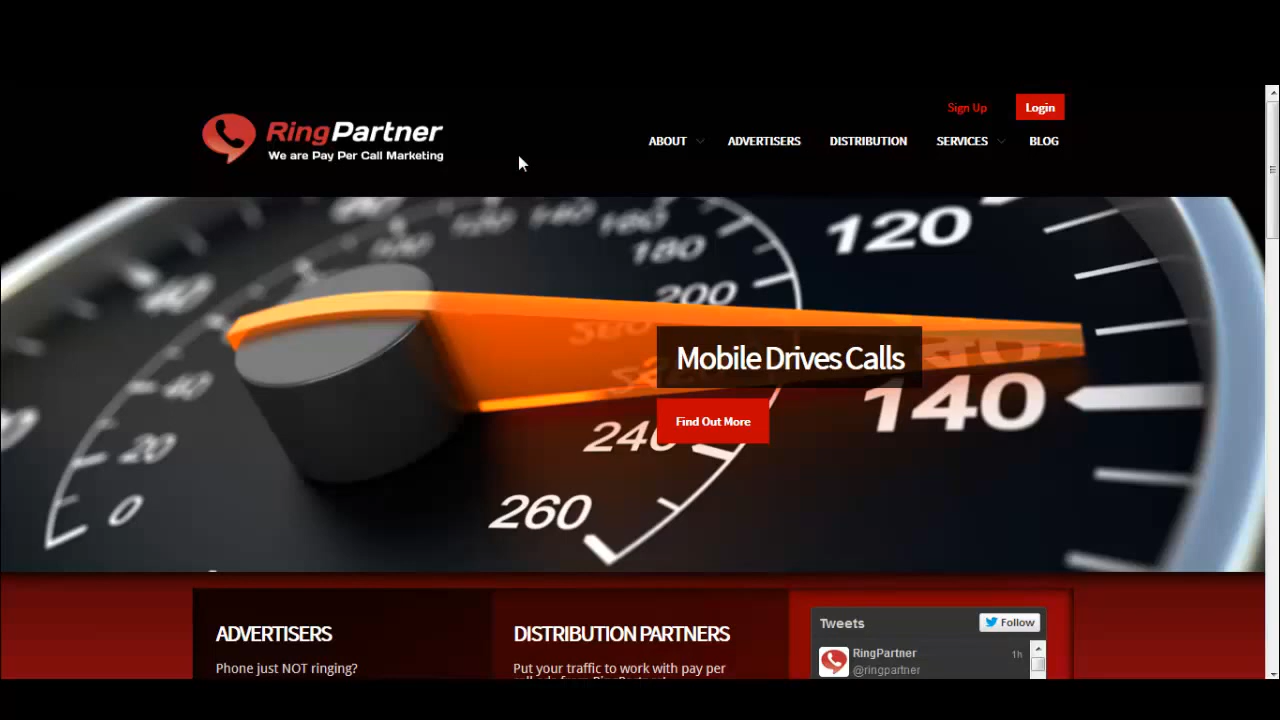 Sign Up
Login
RingPartner
We are Pay Per Call Marketing
ABOUT
ADVERTISERS
DISTRIBUTION
SERVICES
BLOG
120
180
200
Mobile Drives Calls
140
Find Out More
40
20
0
240
260
ADVERTISERS
DISTRIBUTION PARTNERS
Tweets
Follow
Phone just NOT ringing?
Put your traffic to work with pay per
RingPartner
1h
@ringpartner